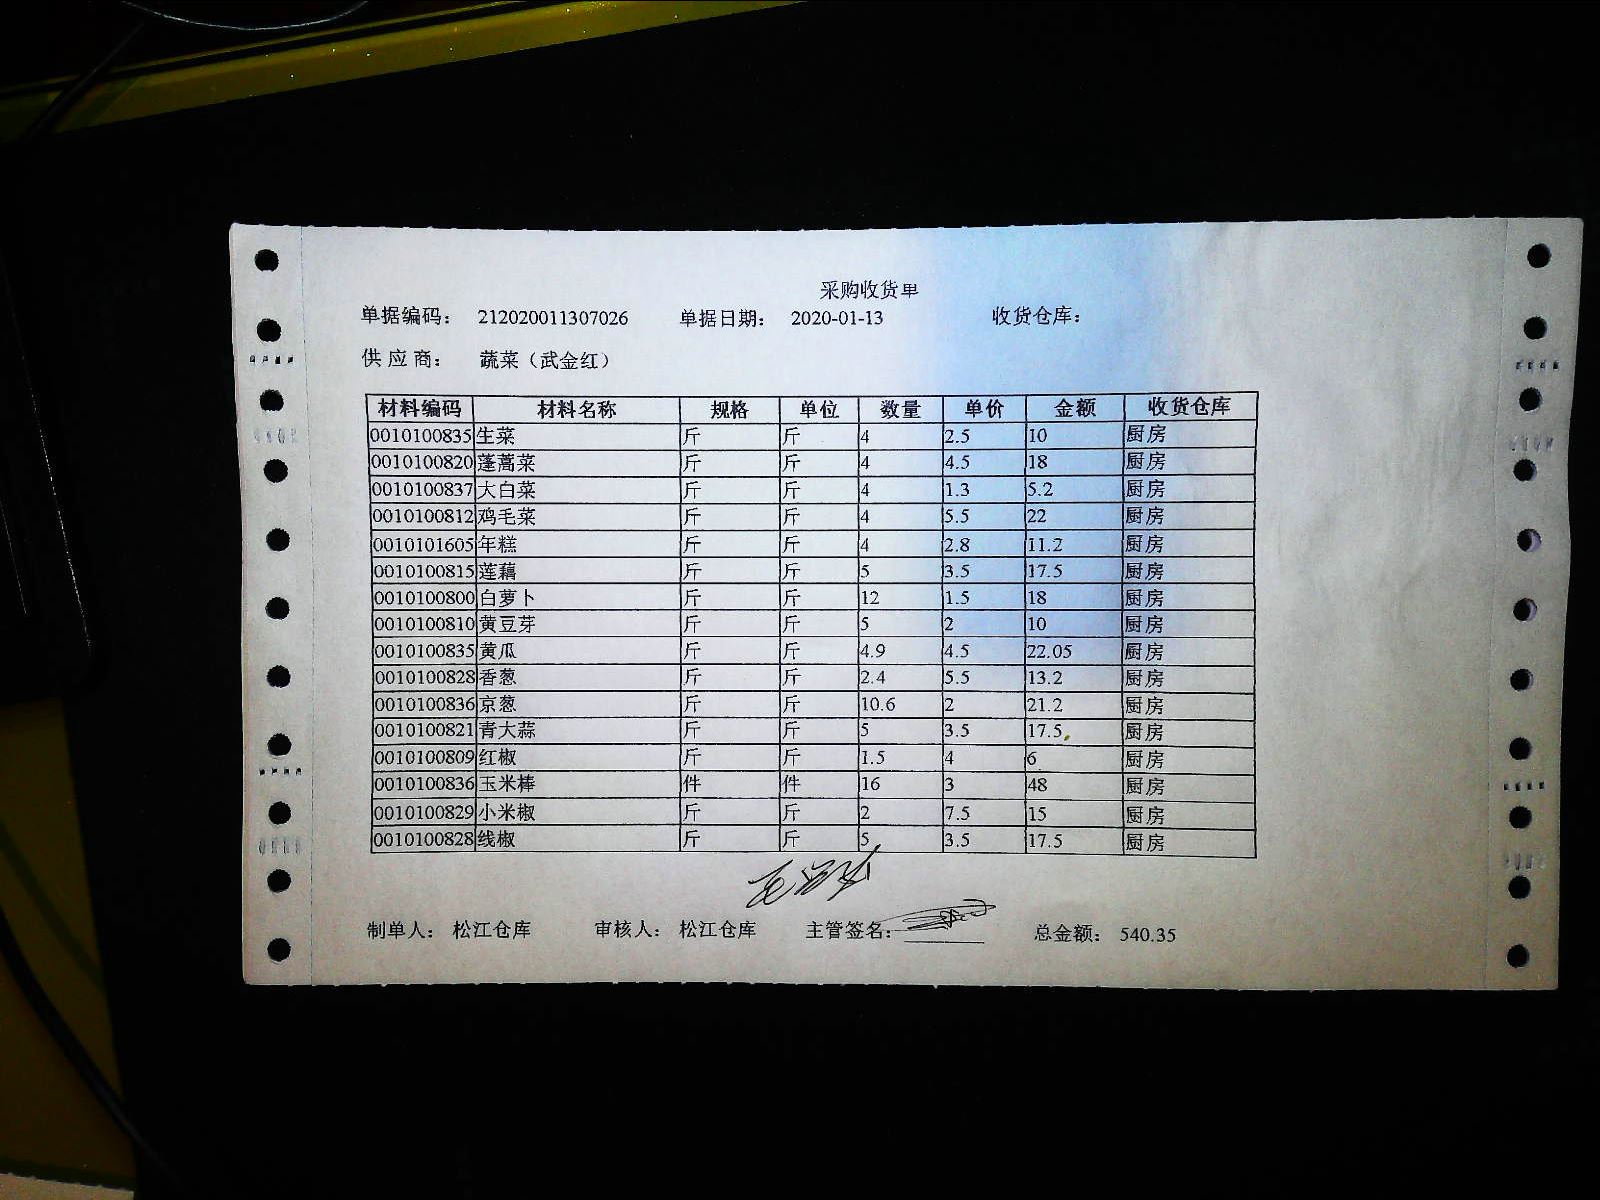 采购收货单
单据编码： 212020011307026 单据日期： 2020-01-13 收货仓库：
供应商： 蔬菜（武金红）
材料编码 材料名称 规格 单位 数量 单价 金额 收货仓库
0010100835 生菜 斤 斤 4 2.5 10 厨房
0010100820 蓬蒿菜 斤 斤 4 4.5 18 厨房
0010100837 大白菜 斤 斤 4 1.3 5.2 厨房
0010100812 鸡毛菜 斤 斤 4 5.5 22 厨房
0010101605 年糕 斤 斤 4 2.8 11.2 厨房
0010100815 莲藕 斤 斤 5 3.5 17.5 厨房
0010100800 白萝卜 斤 斤 12 1.5 18 厨房
0010100810 黄豆芽 斤 斤 5 2 10 厨房
0010100835 黄瓜 斤 斤 4.9 4.5 22.05 厨房
0010100828 香葱 斤 斤 2.4 5.5 13.2 厨房
0010100836 京葱 斤 斤 10.6 2 21.2 厨房
0010100821 青大蒜 斤 斤 5 3.5 17.5 厨房
0010100809 红椒 斤 斤 1.5 4 6 厨房
0010100836 玉米棒 件 件 16 3 48 厨房
0010100829 小米椒 斤 斤 2 7.5 15 厨房
0010100828 线椒 斤 斤 5 3.5 17.5 厨房
制单人： 松江仓库 审核人： 松江仓库 主管签名： 总金额： 540.35